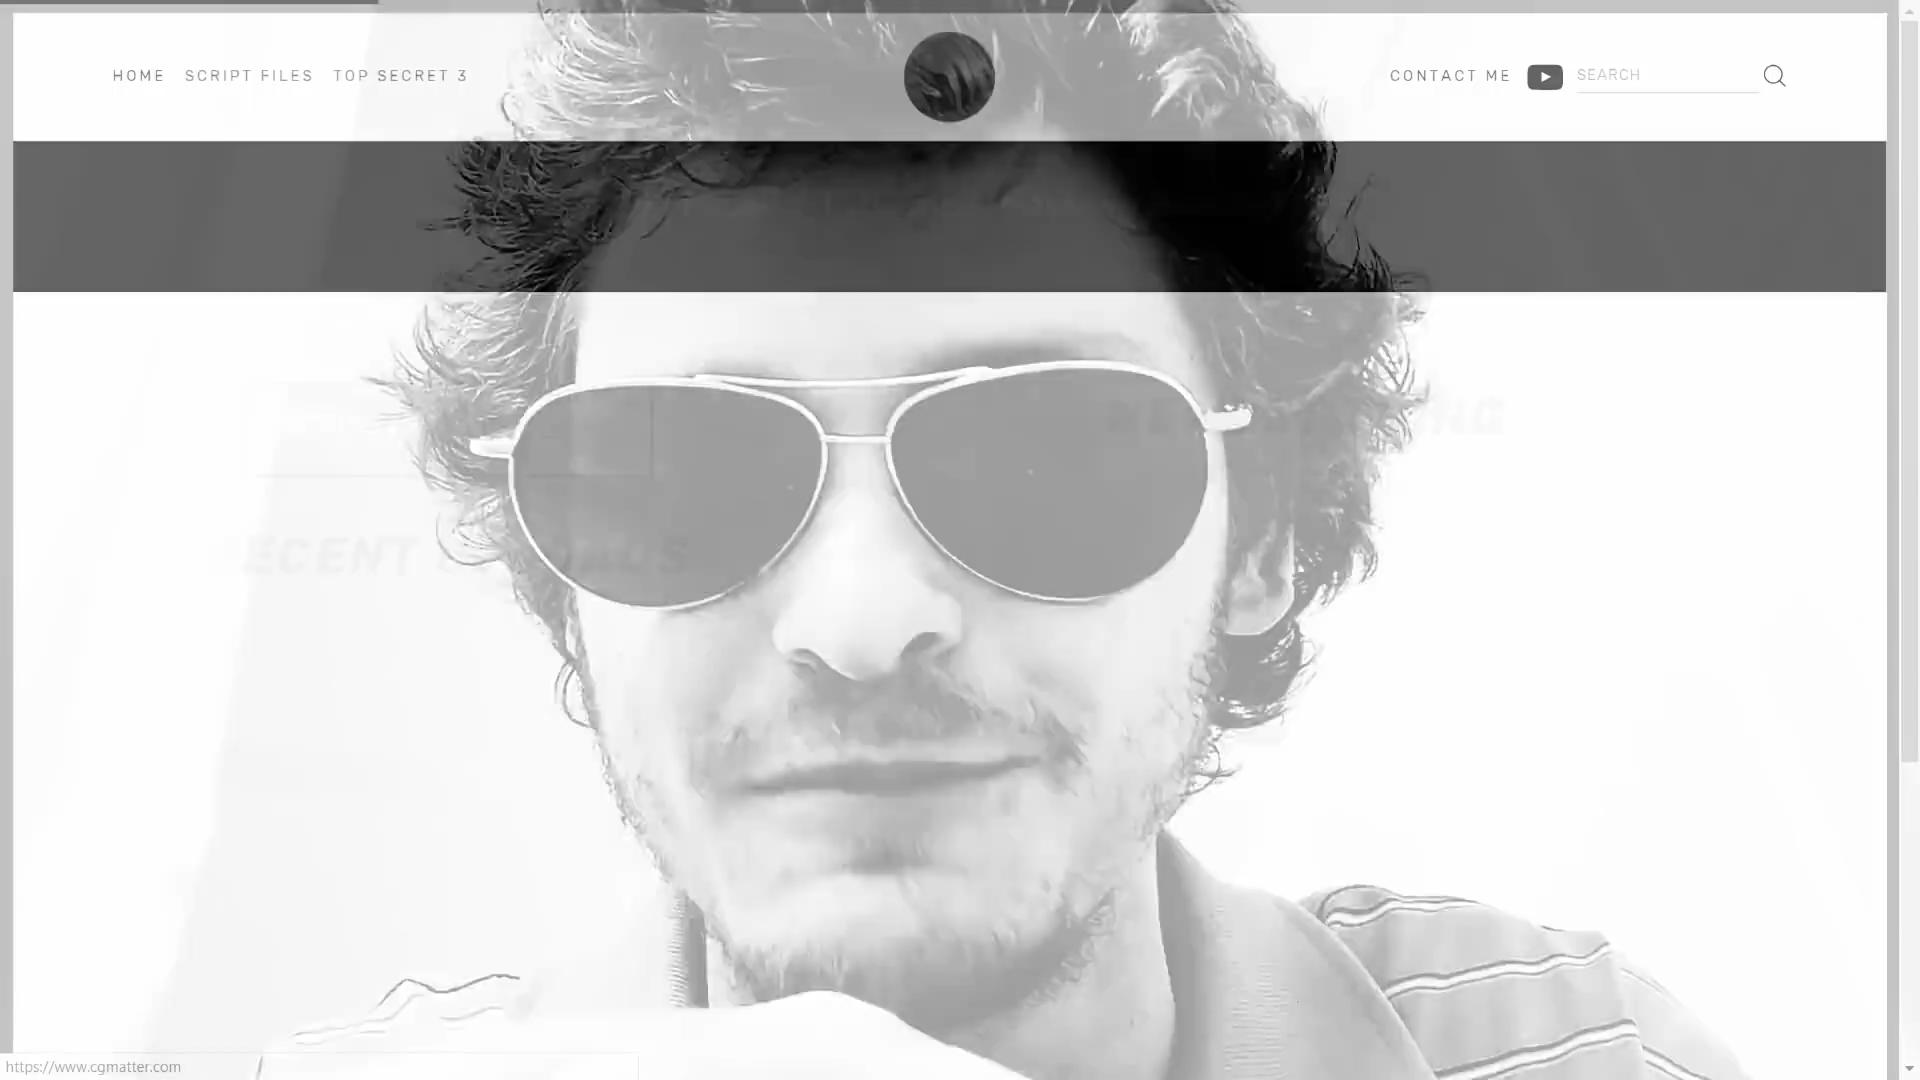 HOME SCRIPT FILES TOP SECRET 3
CONTACT ME SEARCH
https://www.cgmatter.com